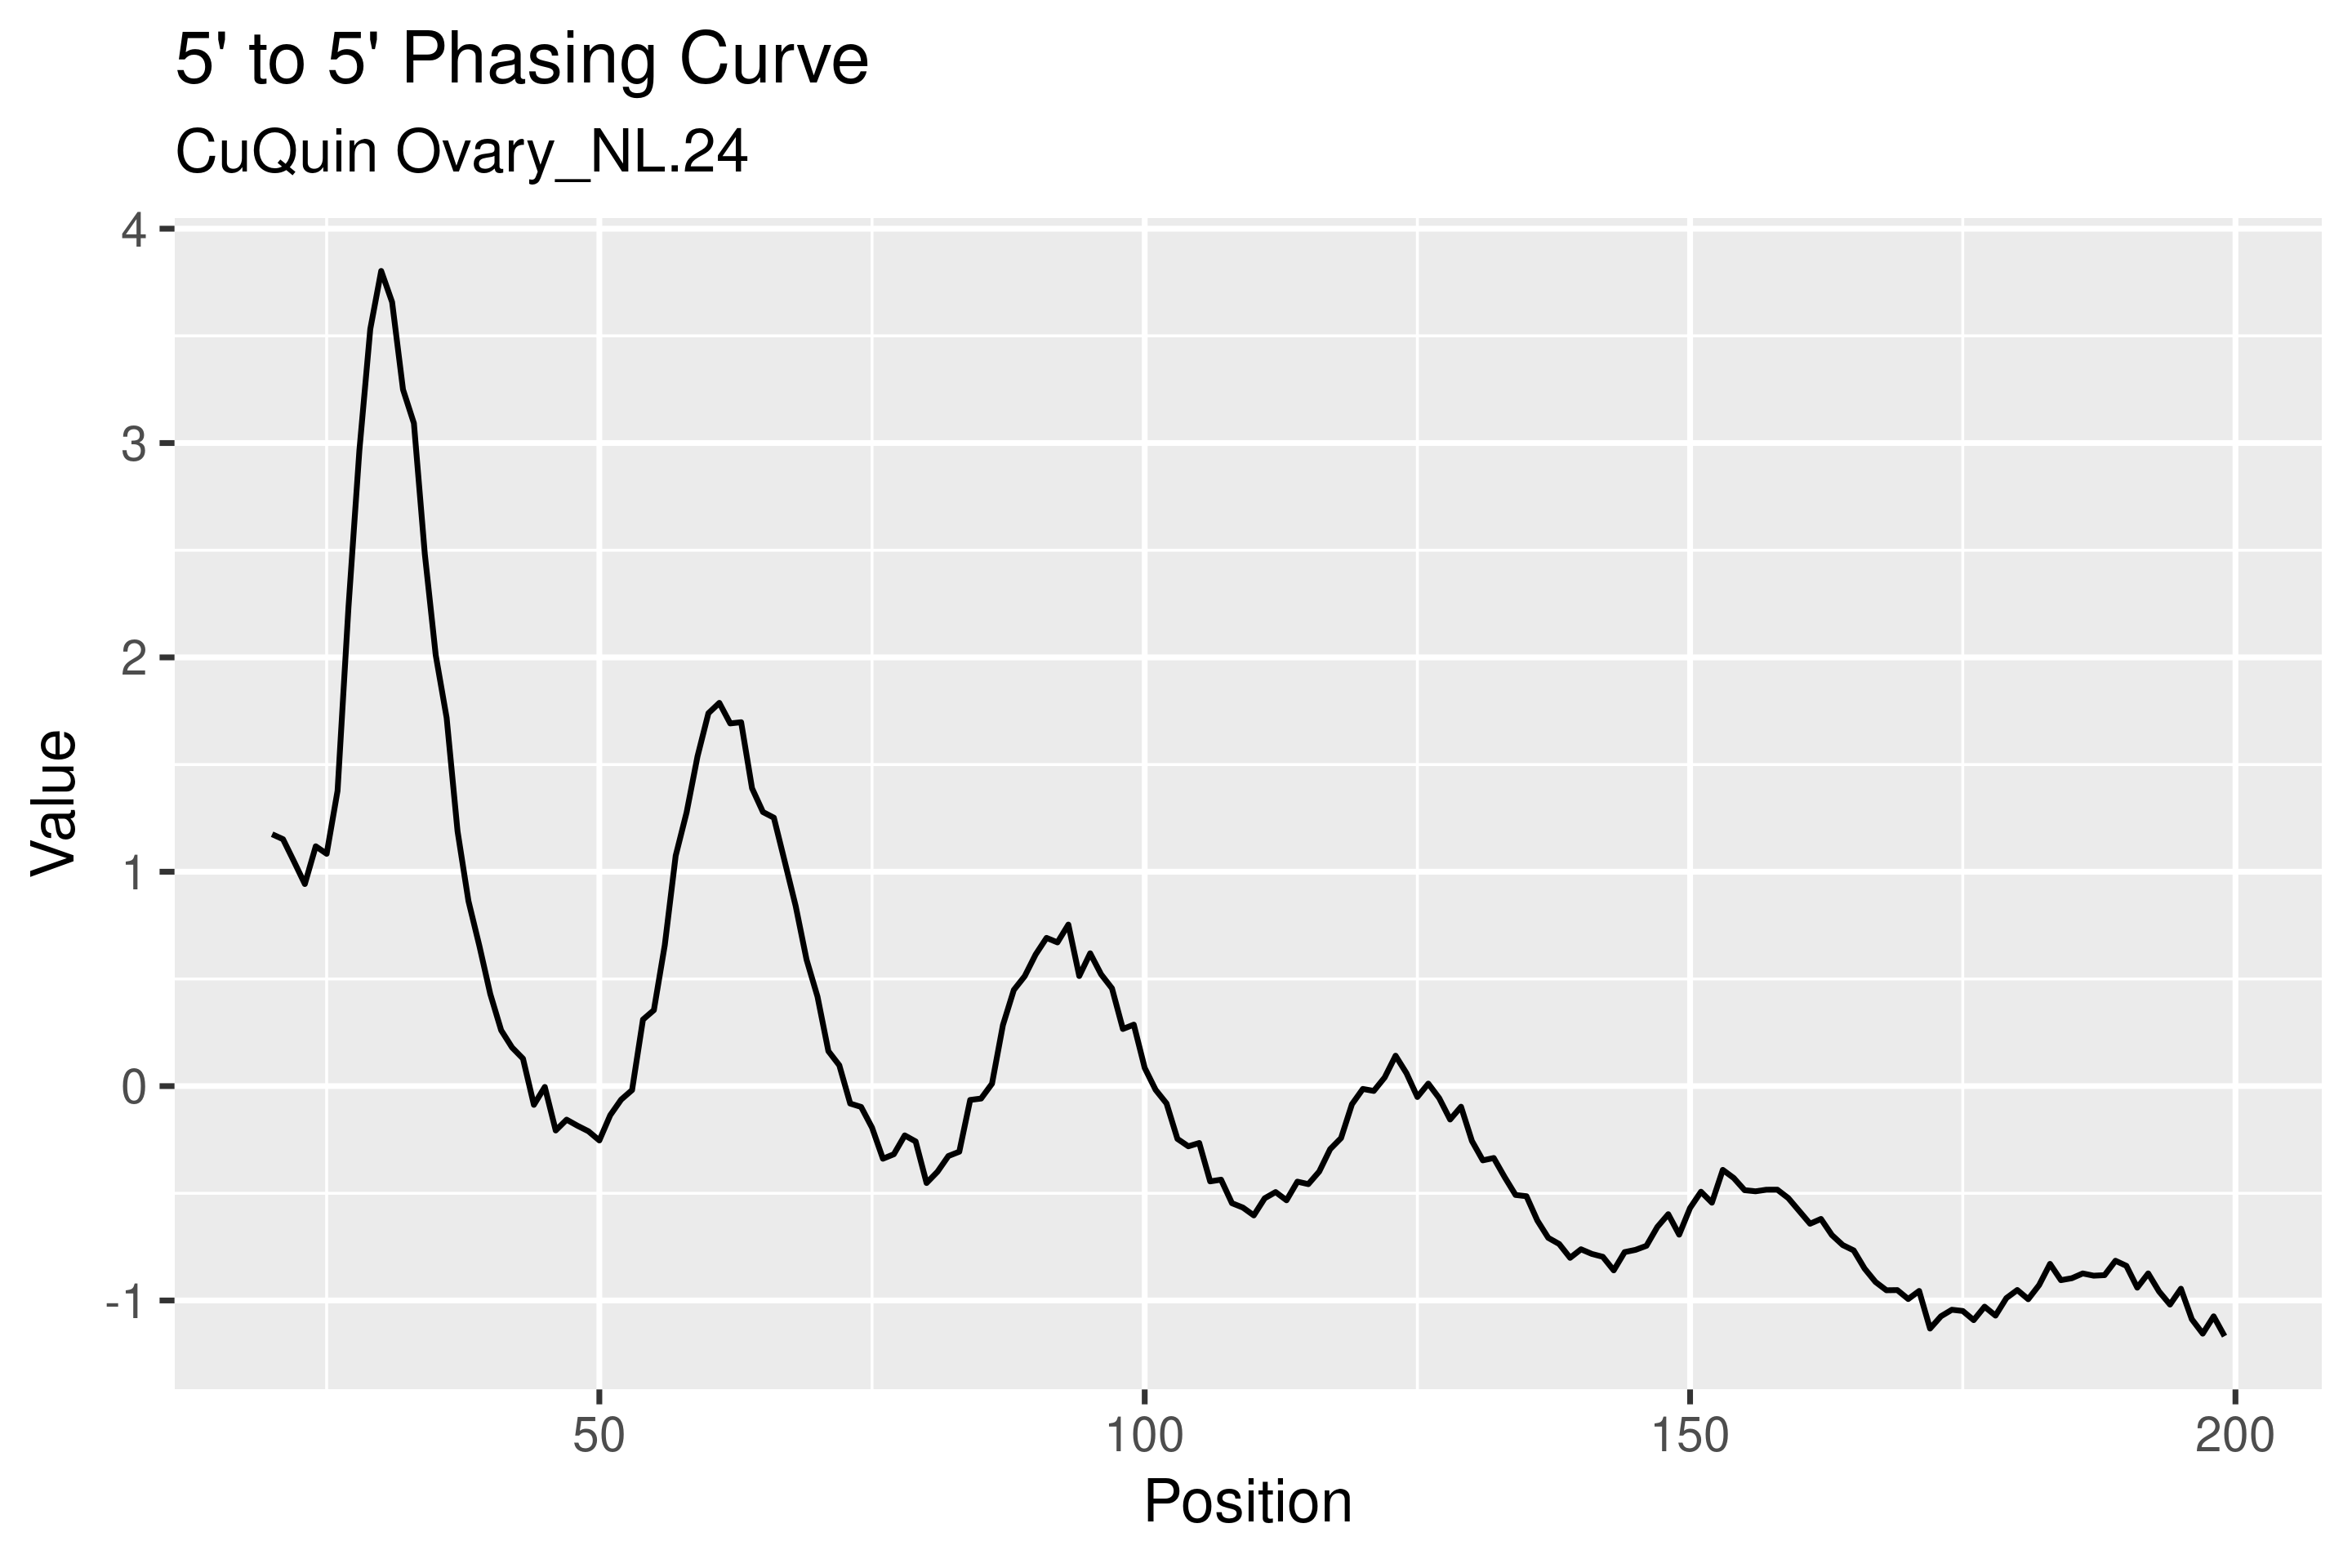 5' to 5' Phasing Curve
CuQuin Ovary_NL.24
4
3
2
1
0
-1
Value
50 100 150 200
Position